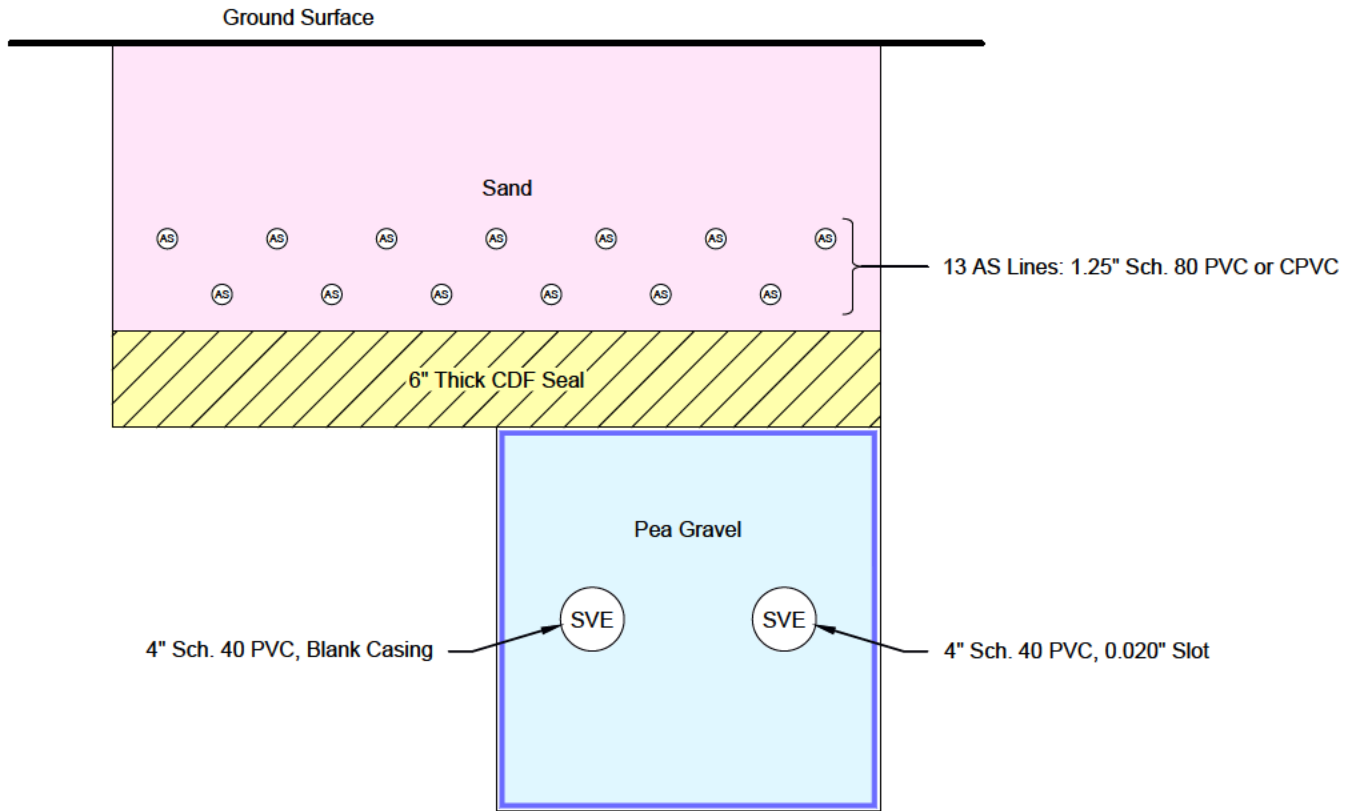 Ground Surface
Sand
AS AS AS AS AS AS AS
13 AS Lines: 1.25" Sch. 80 PVC or CPVC
AS AS AS AS AS AS
6" Thick CDF Seal
Pea Gravel
SVE SVE
4" Sch. 40 PVC, Blank Casing
4" Sch. 40 PVC, 0.020" Slot